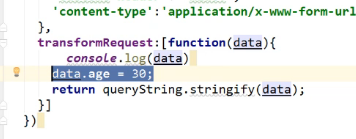 'content-type':'application/x-www-form-url
},
transformRequest:[function(data){
console.log(data)
data.age = 30;
return queryString.stringify(data);
}]
})